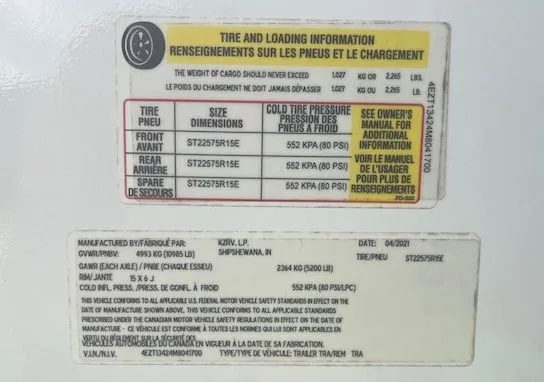 TIRE AND LOADING INFORMATION
RENSEIGNEMENTS SUR LES PNEUS ET LE CHARGEMENT
THE WEIGHT OF CARGO SHOULD NEVER EXCEED 1,027 KG OR 2,265 LBS.
LE POIDS DU CHARGEMENT NE DOIT JAMAIS DÉPASSER 1,027 KG OU 2,265 LB.
TIRE PNEU
SIZE DIMENSIONS
COLD TIRE PRESSURE
PRESSION DES
PNEUS À FROID
SEE OWNER'S
MANUAL FOR
ADDITIONAL
INFORMATION
FRONT AVANT ST22575R15E 552 KPA (80 PSI)
REAR ARRIÈRE ST22575R15E 552 KPA (80 PSI)
SPARE DE SECOURS ST22575R15E 552 KPA (80 PSI)
VOIR LE MANUEL
DE L'USAGER
POUR PLUS DE
RENSEIGNEMENTS
4EZT13424M8041700
MANUFACTURED BY/FABRIQUÉ PAR: KZRV, L.P. DATE: 04/2021
GVWR/PNBV: 4993 KG (10985 LB) SHIPSHEWANA, IN TIRE/PNEU ST22575R15E
GAWR (EACH AXLE) / PNBE (CHAQUE ESSIEU) 2364 KG (5200 LB)
RIM/JANTE 15 X 6 J
COLD INFL. PRESS. /PRESS. DE GONFL. À FROID 552 KPA (80 PSI/LPC)
THIS VEHICLE CONFORMS TO ALL APPLICABLE U.S. FEDERAL MOTOR VEHICLE SAFETY STANDARDS IN EFFECT ON THE
DATE OF MANUFACTURE SHOWN ABOVE, THIS VEHICLE CONFORMS TO ALL APPLICABLE STANDARDS
PRESCRIBED UNDER THE CANADIAN MOTOR VEHICLE SAFETY REGULATIONS IN EFFECT ON THE DATE OF
MANUFACTURE - CE VÉHICULE EST CONFORME À TOUTES LES NORMES QUI LUI SONT APPLICABLES EN
VERTU DU RÈGLEMENT SUR LA SÉCURITÉ DES
VÉHICULES AUTOMOBILES DU CANADA EN VIGUEUR À LA DATE DE SA FABRICATION.
V.I.N./N.I.V. 4EZT13424M8041700 TYPE/TYPE DE VÉHICULE: TRAILER TRA/REM TRA